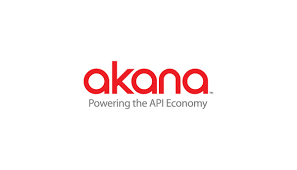 akana™
Powering the API Economy